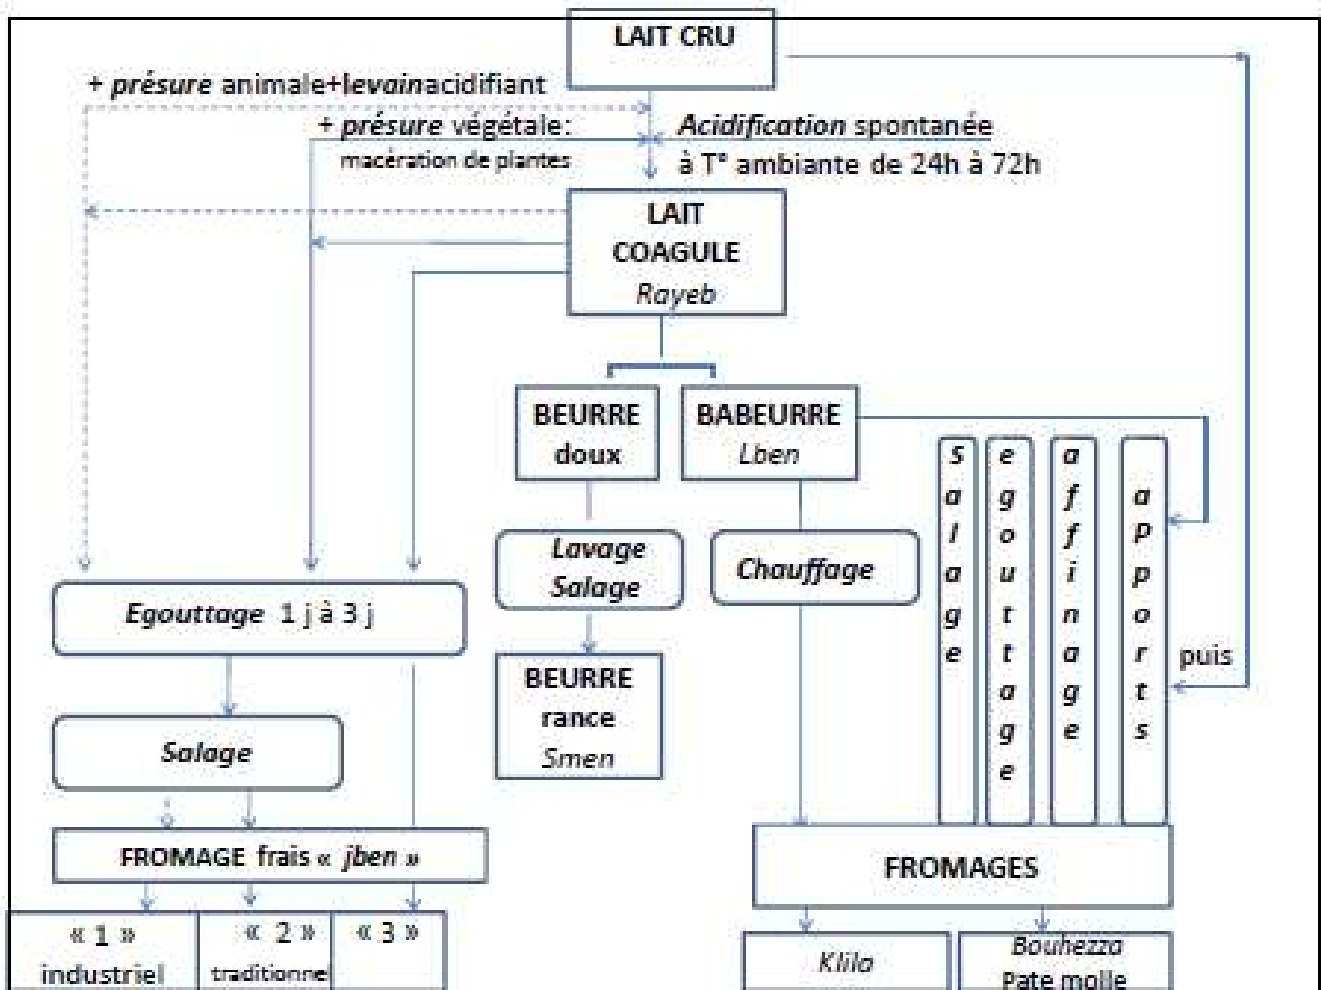 LAIT CRU
+ présure animale+levainacidifiant
+ présure végétale:
macération de plantes
Acidification spontanée
à T° ambiante de 24h à 72h
LAIT
COAGULE
Rayeb
BEURRE
doux
BABEURRE
Lben
Lavage
Salage
Chauffage
Salage
egouttage
affinage
aPports
puis
Egouttage 1 j à 3 j
BEURRE
rance
Smen
Salage
FROMAGE frais « jben »
FROMAGES
« 1 »
industriel
« 2 »
traditionnel
« 3 »
Klila
Bouhezza
Pate molle